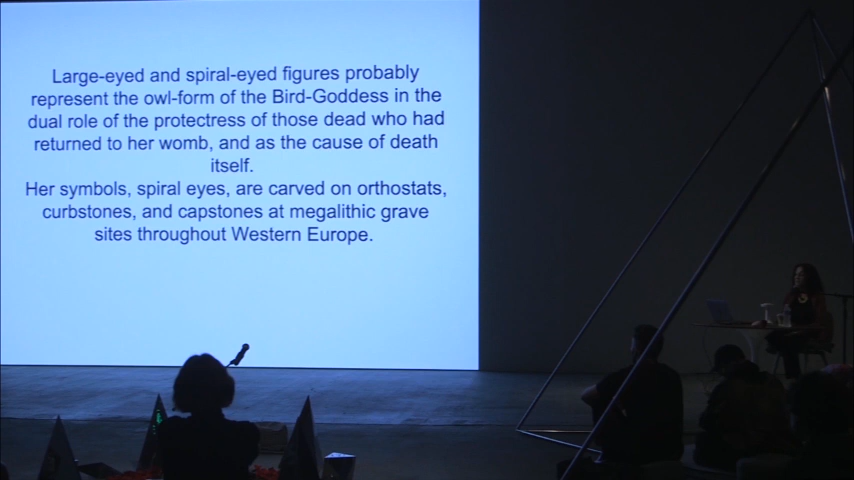 Large-eyed and spiral-eyed figures probably
represent the owl-form of the Bird-Goddess in the
dual role of the protectress of those dead who had
returned to her womb, and as the cause of death
itself.
Her symbols, spiral eyes, are carved on orthostats,
curbstones, and capstones at megalithic grave
sites throughout Western Europe.